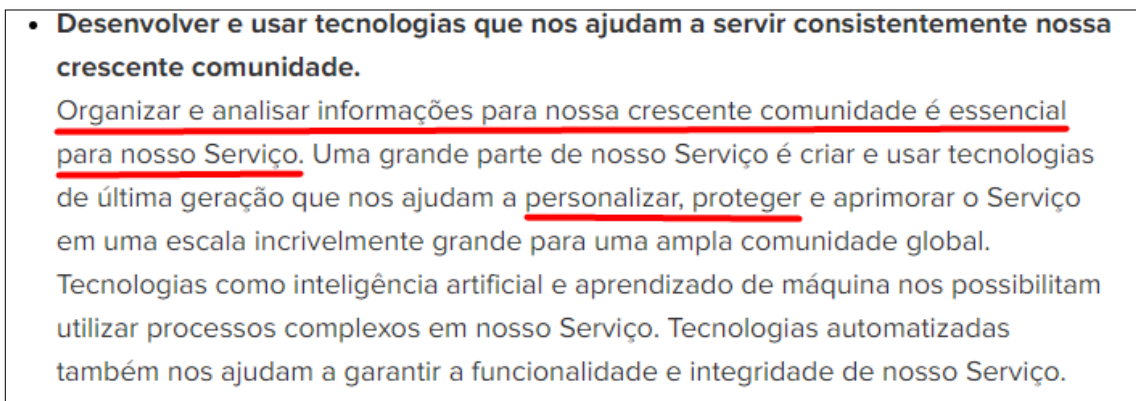 • Desenvolver e usar tecnologias que nos ajudam a servir consistentemente nossa
crescente comunidade.
Organizar e analisar informações para nossa crescente comunidade é essencial
para nosso Serviço. Uma grande parte de nosso Serviço é criar e usar tecnologias
de última geração que nos ajudam a personalizar, proteger e aprimorar o Serviço
em uma escala incrivelmente grande para uma ampla comunidade global.
Tecnologias como inteligência artificial e aprendizado de máquina nos possibilitam
utilizar processos complexos em nosso Serviço. Tecnologias automatizadas
também nos ajudam a garantir a funcionalidade e integridade de nosso Serviço.